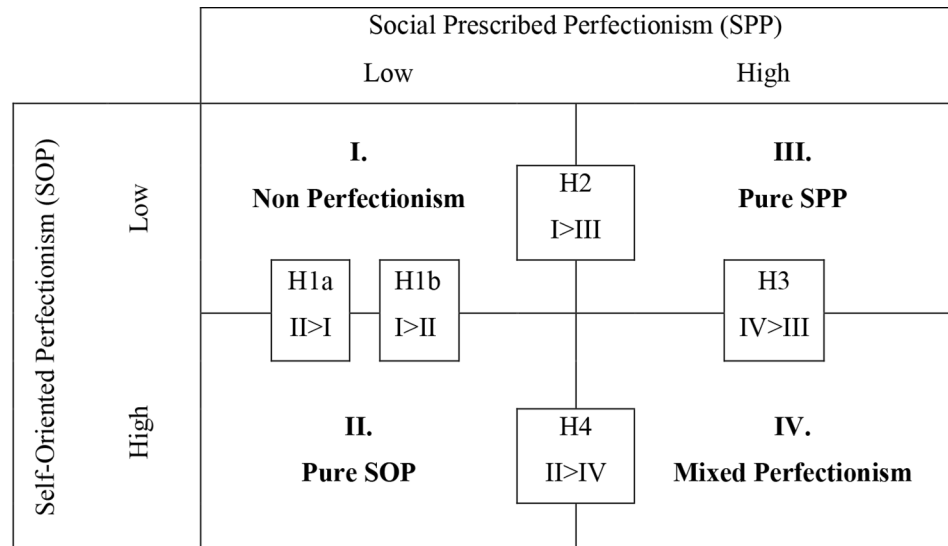 Social Prescribed Perfectionism (SPP)
Low
High
Self-Oriented Perfectionism (SOP)
Low
I.
Non Perfectionism
H2
I>III
III.
Pure SPP
H1a
II>I
H1b
I>II
H3
IV>III
High
II.
Pure SOP
H4
II>IV
IV.
Mixed Perfectionism